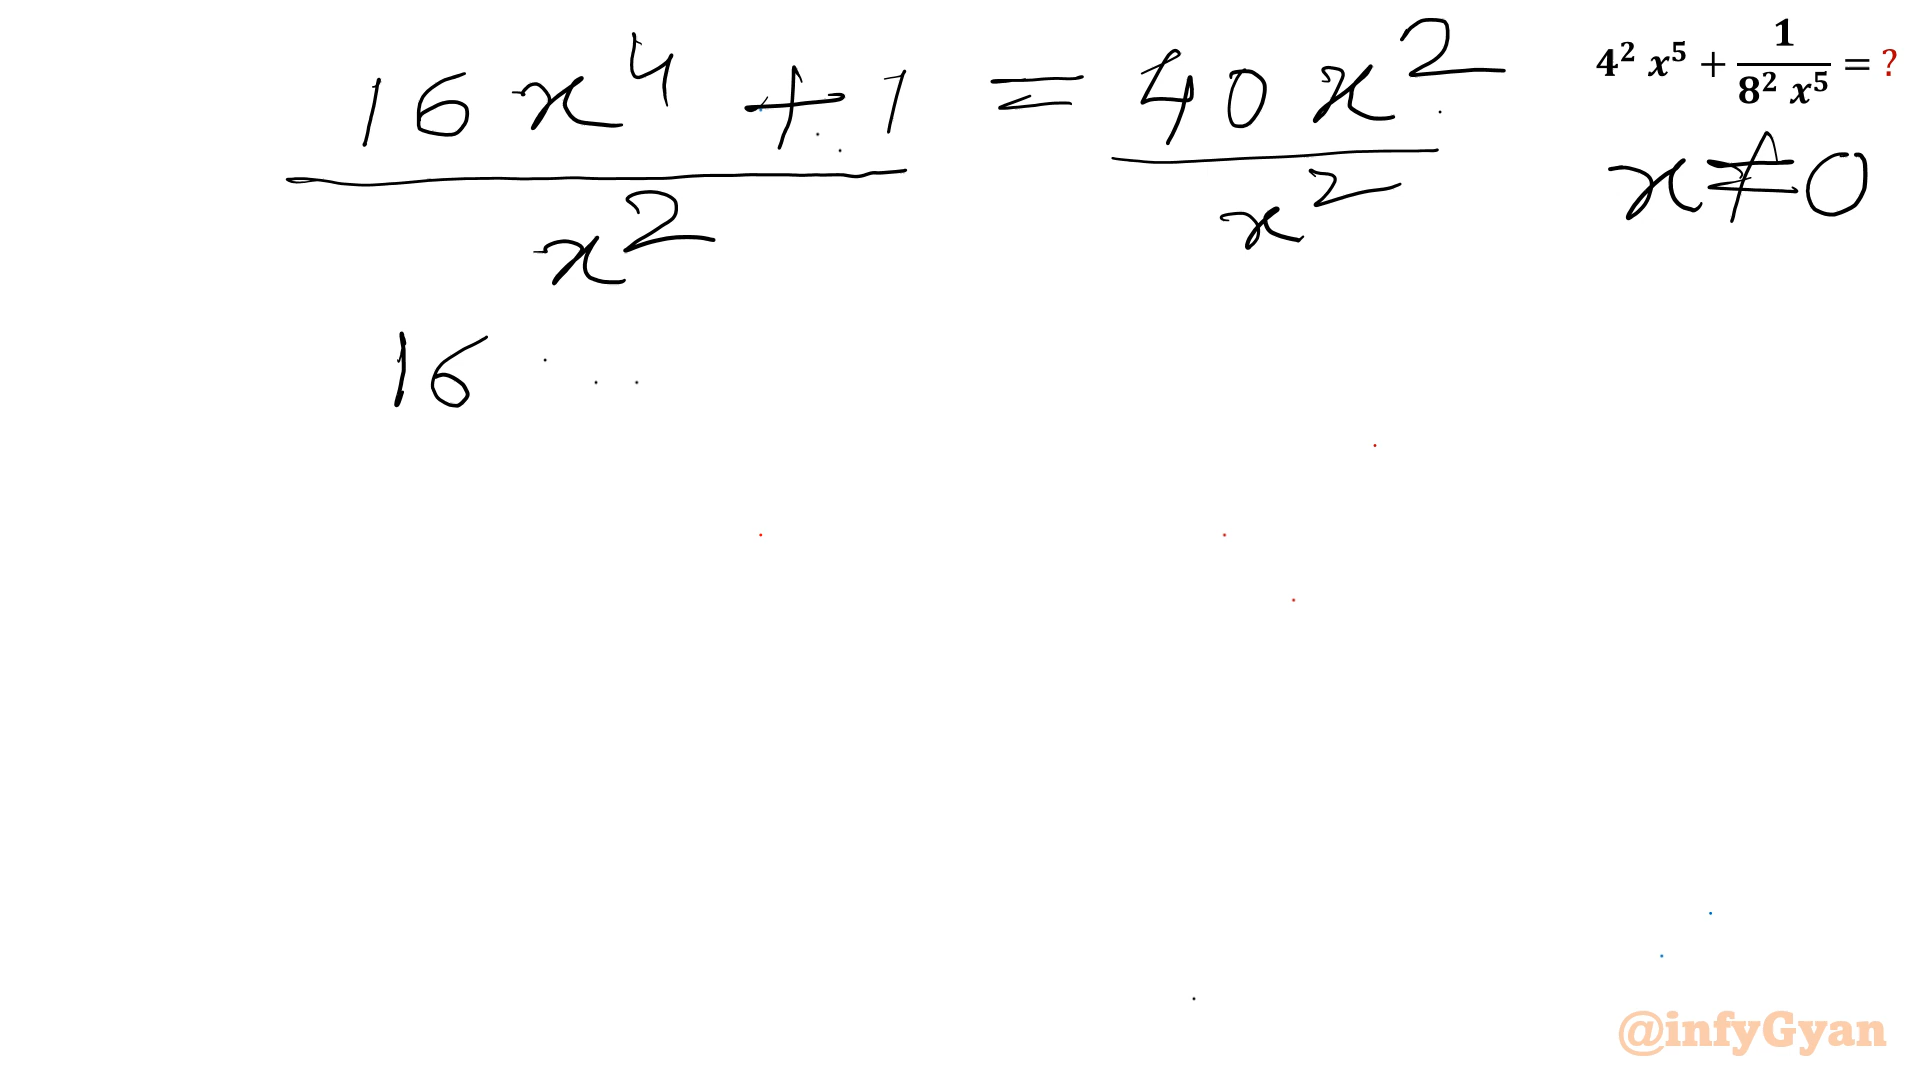 16x⁴ + 1 = 40x²
x² x²
16
4² x⁵ + 1/(8² x⁵) = ?
x ≠ 0
@infyGyan